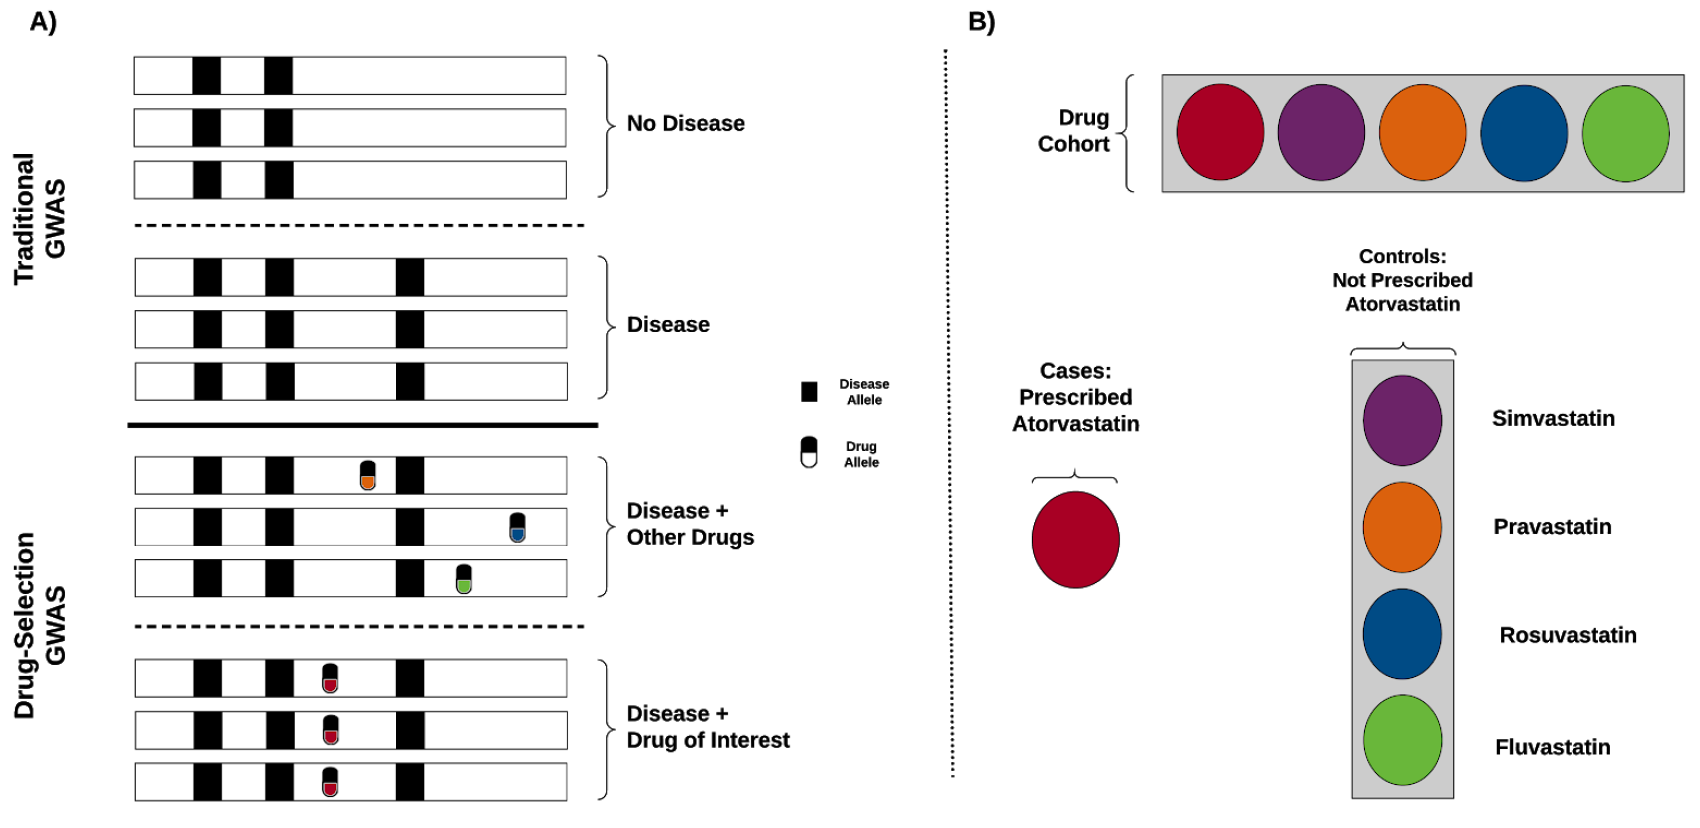 A)
Traditional
GWAS
No Disease
Disease
Disease
Allele
Drug
Allele
Drug-Selection
GWAS
Disease +
Other Drugs
Disease +
Drug of Interest
B)
Drug
Cohort
Cases:
Prescribed
Atorvastatin
Controls:
Not Prescribed
Atorvastatin
Simvastatin
Pravastatin
Rosuvastatin
Fluvastatin